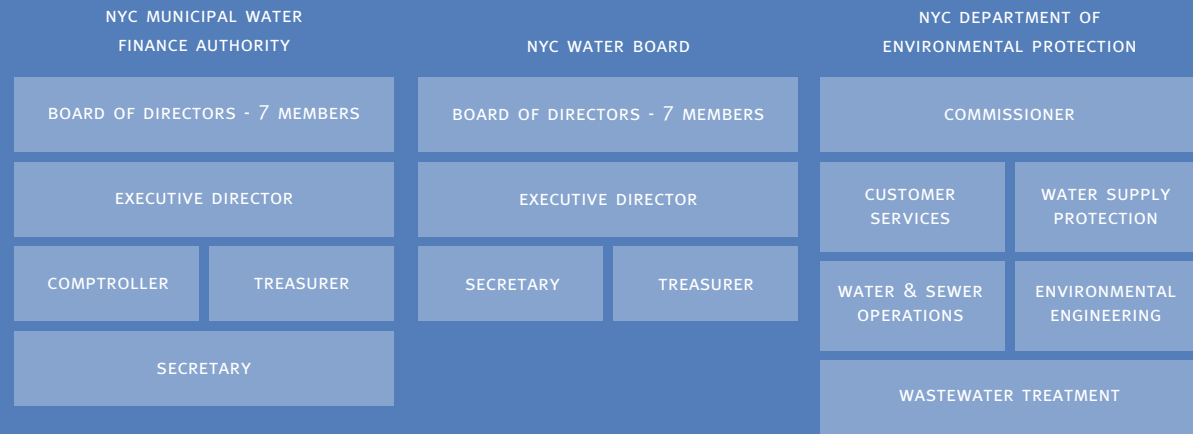 NYC MUNICIPAL WATER
FINANCE AUTHORITY
BOARD OF DIRECTORS - 7 MEMBERS
EXECUTIVE DIRECTOR
COMPTROLLER
TREASURER
SECRETARY
NYC WATER BOARD
BOARD OF DIRECTORS - 7 MEMBERS
EXECUTIVE DIRECTOR
SECRETARY
TREASURER
NYC DEPARTMENT OF
ENVIRONMENTAL PROTECTION
COMMISSIONER
CUSTOMER
SERVICES
WATER SUPPLY
PROTECTION
WATER & SEWER
OPERATIONS
ENVIRONMENTAL
ENGINEERING
WASTEWATER TREATMENT